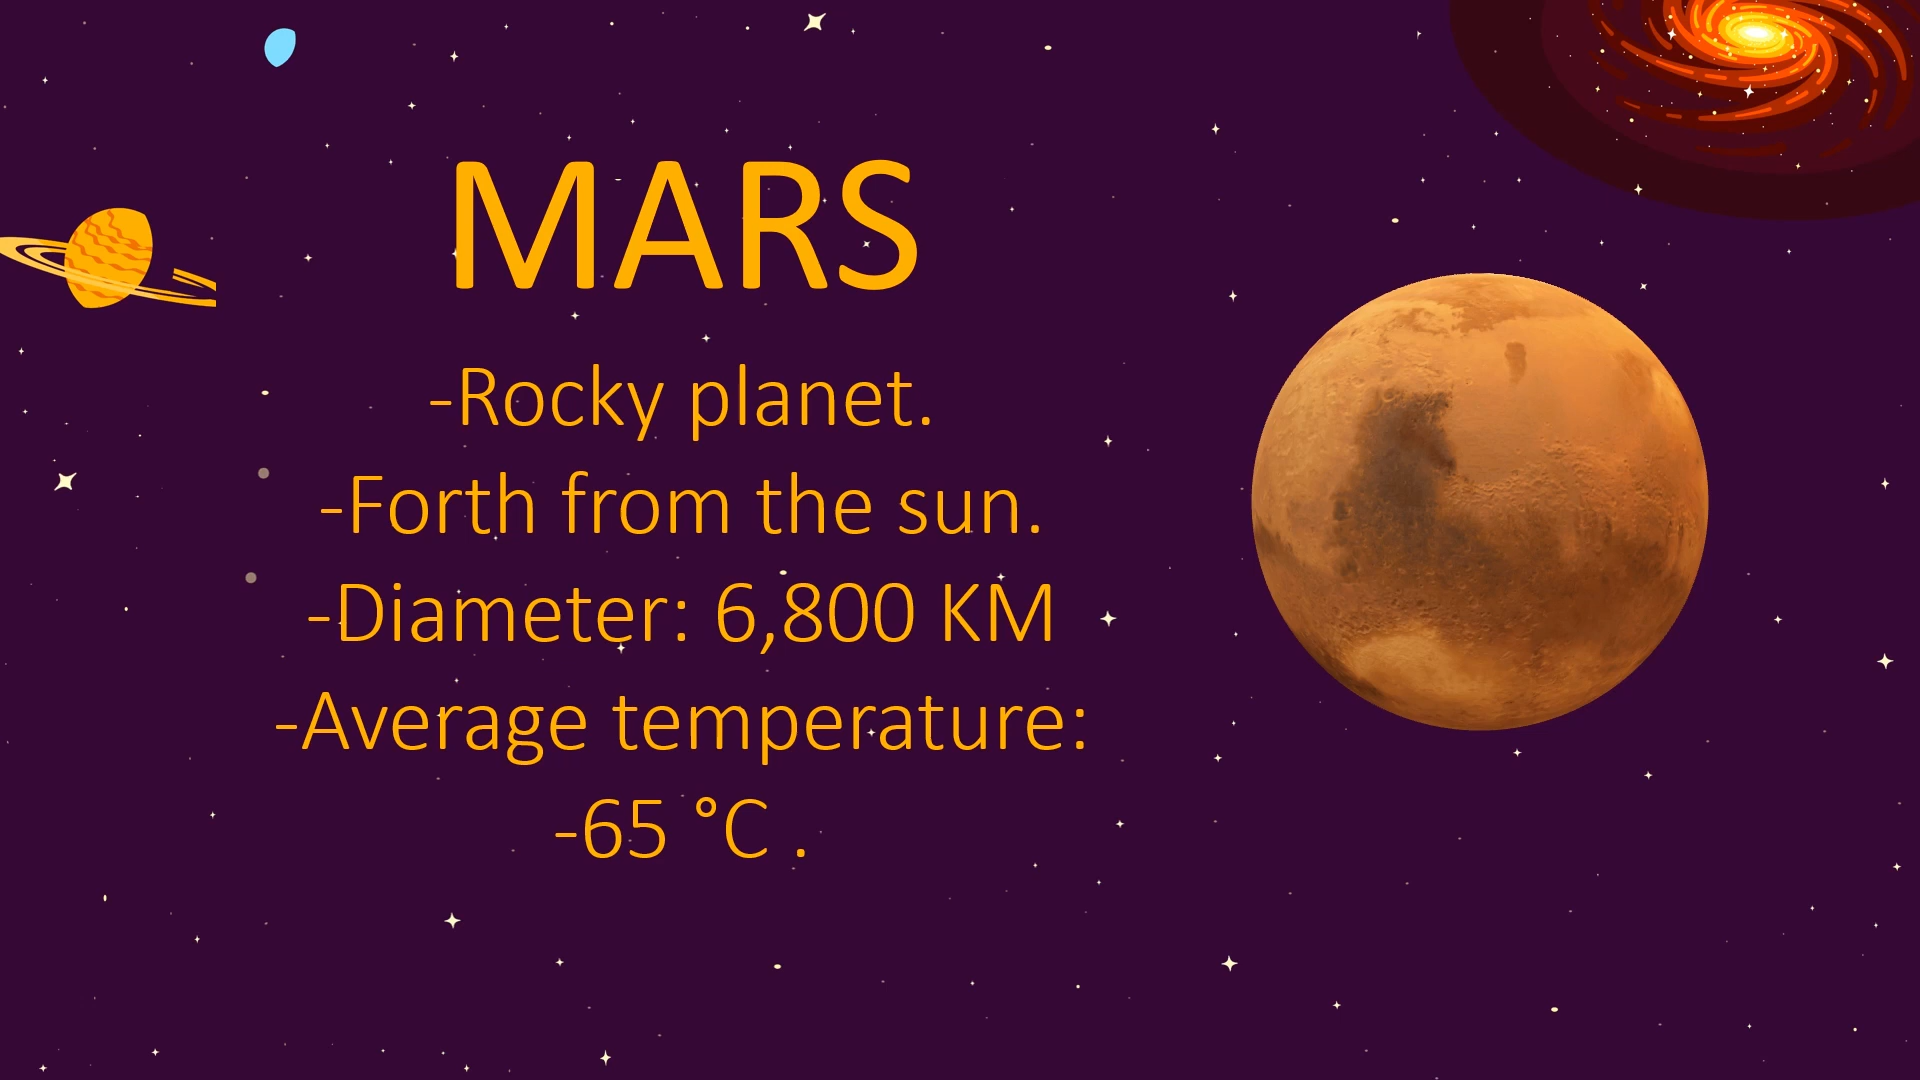 MARS
-Rocky planet.
-Forth from the sun.
-Diameter: 6,800 KM
-Average temperature:
-65 °C .